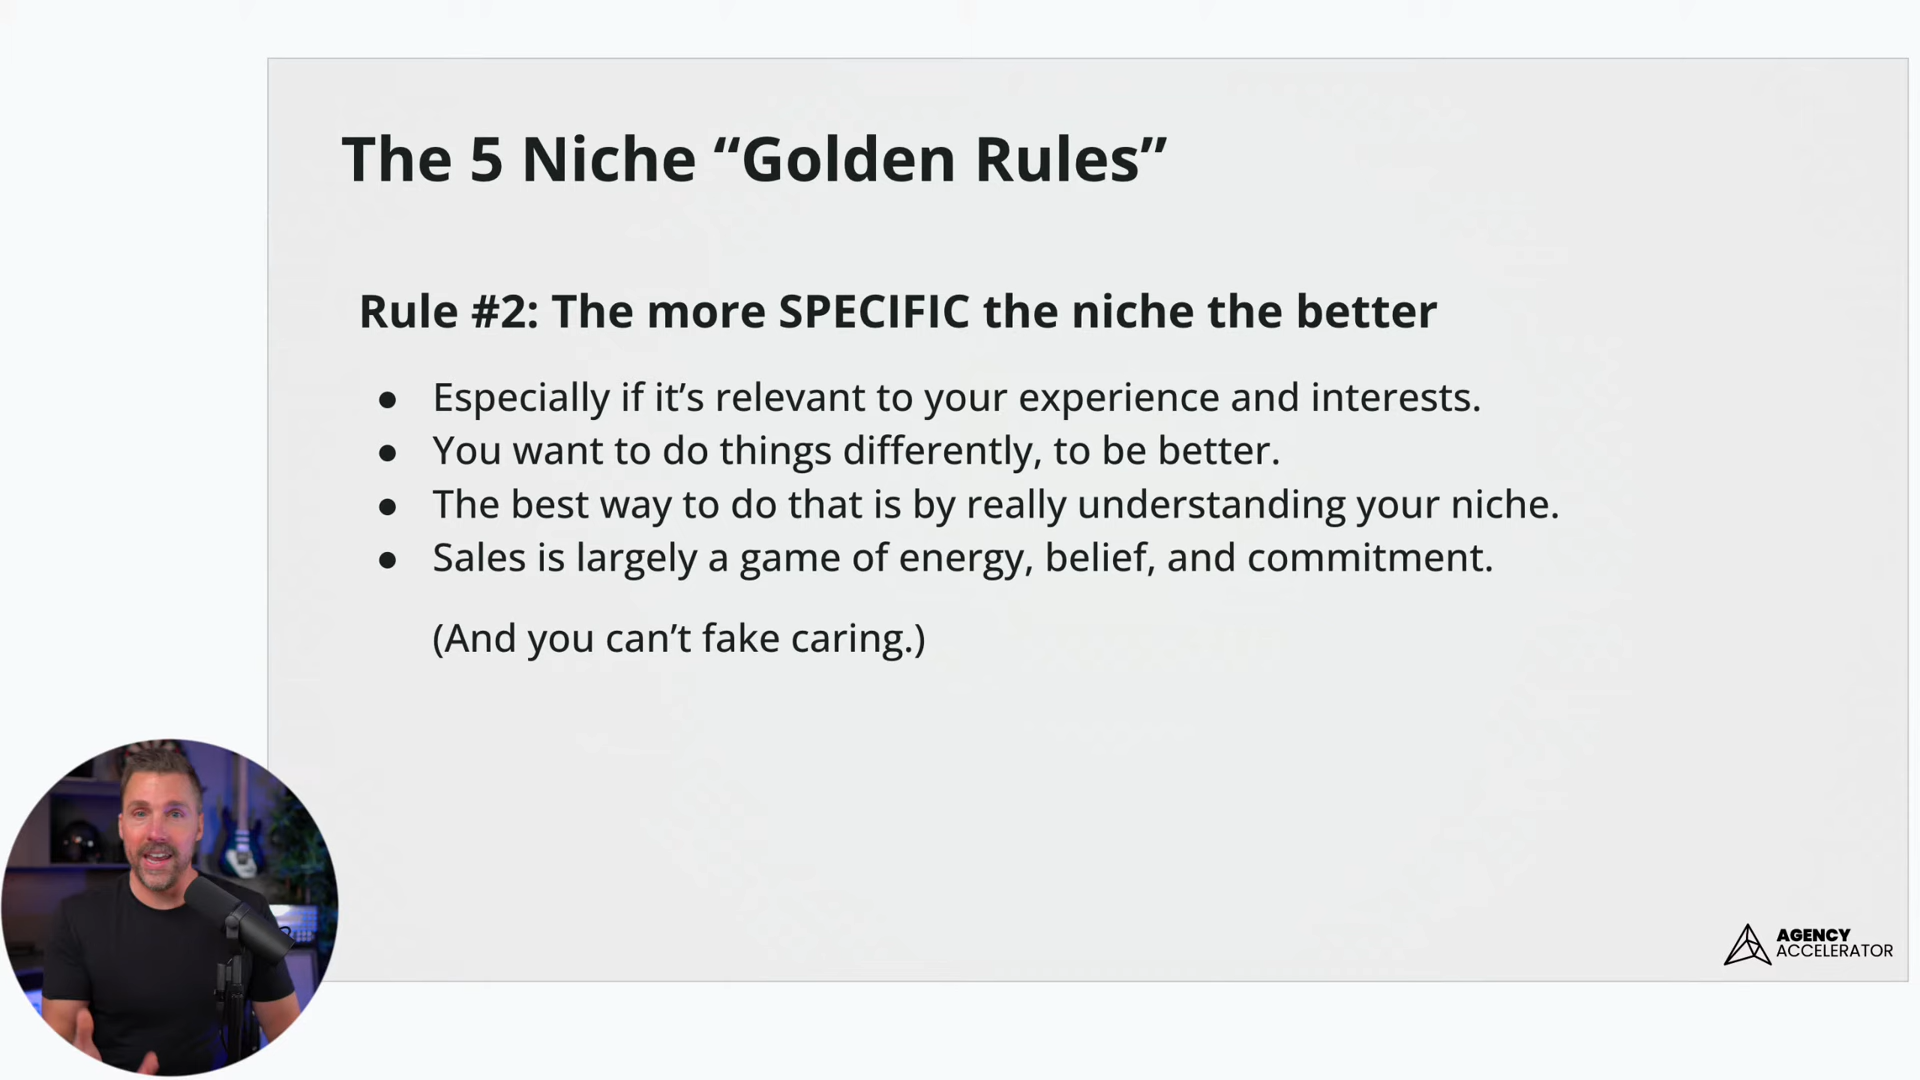 The 5 Niche “Golden Rules”
Rule #2: The more SPECIFIC the niche the better
● Especially if it’s relevant to your experience and interests.
● You want to do things differently, to be better.
● The best way to do that is by really understanding your niche.
● Sales is largely a game of energy, belief, and commitment.
(And you can’t fake caring.)
AGENCY
ACCELERATOR